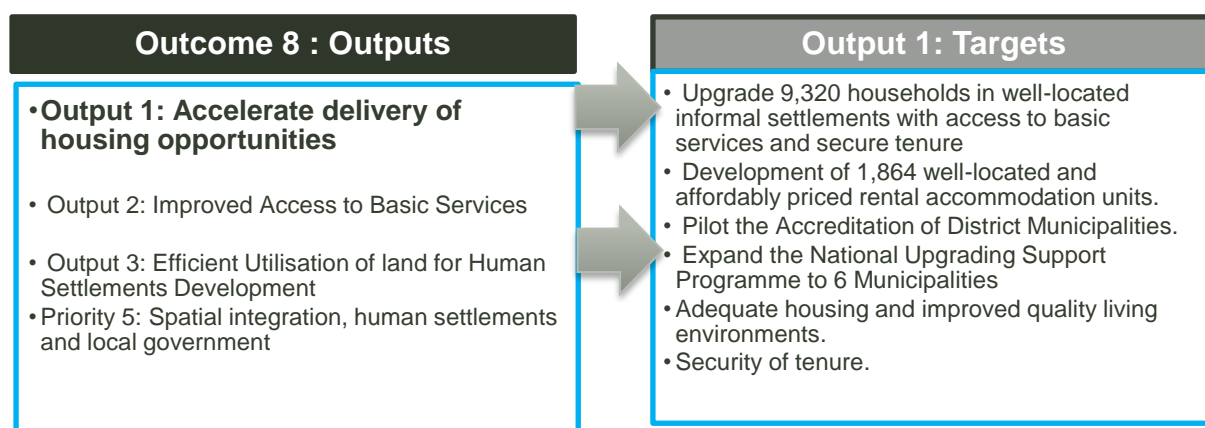 Outcome 8 : Outputs
•Output 1: Accelerate delivery of
housing opportunities
• Output 2: Improved Access to Basic Services
• Output 3: Efficient Utilisation of land for Human
Settlements Development
•Priority 5: Spatial integration, human settlements
and local government
Output 1: Targets
• Upgrade 9,320 households in well-located
informal settlements with access to basic
services and secure tenure
• Development of 1,864 well-located and
affordably priced rental accommodation units.
• Pilot the Accreditation of District Municipalities.
• Expand the National Upgrading Support
Programme to 6 Municipalities
•Adequate housing and improved quality living
environments.
•Security of tenure.